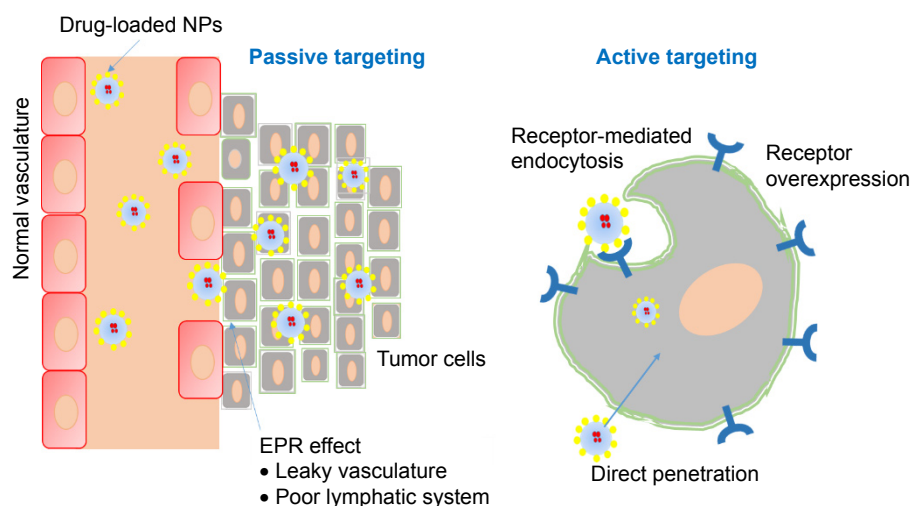 Drug-loaded NPs
Normal vasculature
Passive targeting
Tumor cells
EPR effect
• Leaky vasculature
• Poor lymphatic system
Active targeting
Receptor-mediated
endocytosis
Receptor
overexpression
Direct penetration